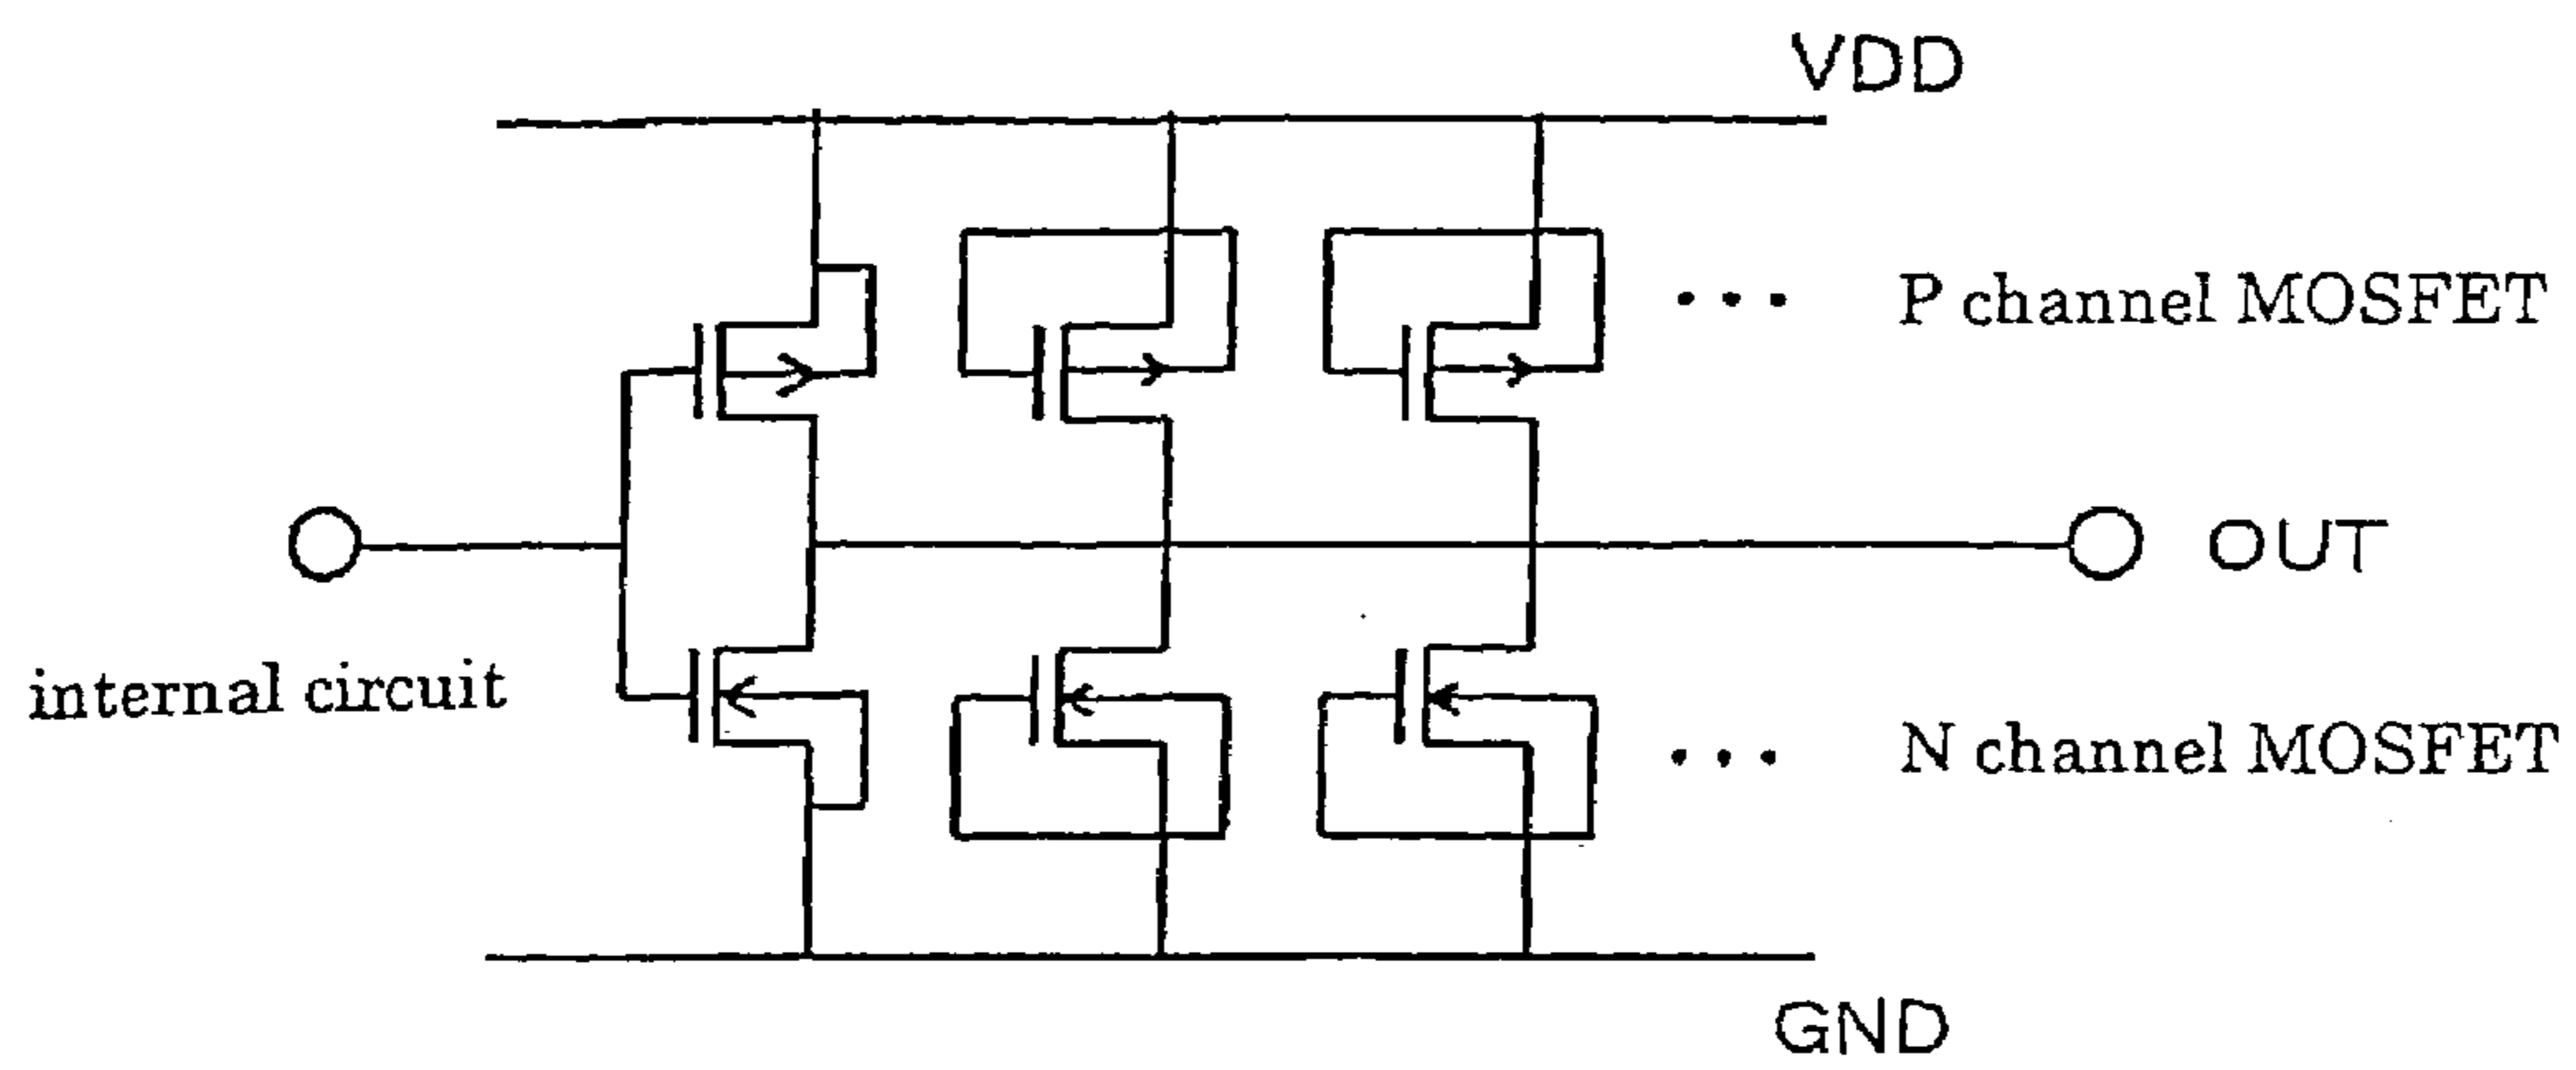 VDD
P channel MOSFET
OUT
internal circuit
N channel MOSFET
GND